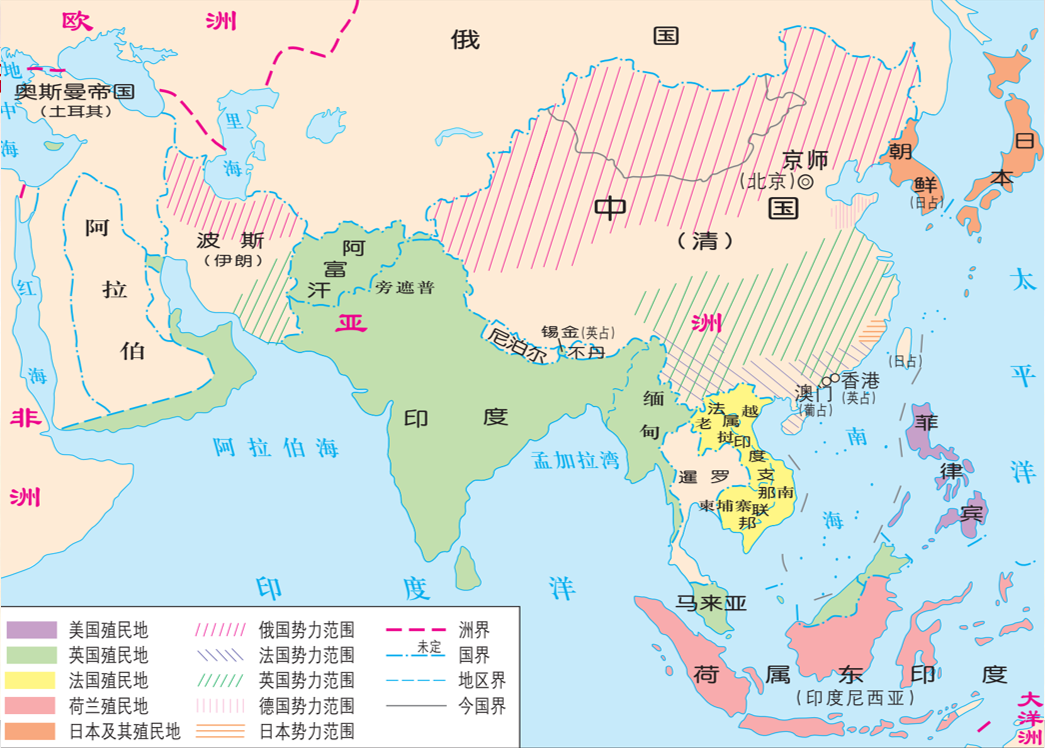 欧 洲
俄 国
地中海
奥斯曼帝国
(土耳其)
里海
红海
阿拉伯
波斯
(伊朗)
阿富汗
旁遮普
亚 洲
中 国
(清)
京师
(北京)
朝鲜
(日占)
日本
太平洋
尼泊尔
锡金(英占)
不丹
印度
缅甸
法属印度支那联邦
老挝
越南
柬埔寨
暹罗
澳门
(葡占)
香港
(英占)
(日占)
南海
菲律宾
非洲
阿拉伯海
孟加拉湾
印度洋
马来亚
荷属东印度
(印度尼西亚)
大洋洲
美国殖民地
英国殖民地
法国殖民地
荷兰殖民地
日本及其殖民地
俄国势力范围
法国势力范围
英国势力范围
德国势力范围
日本势力范围
洲界
未定
国界
地区界
今国界